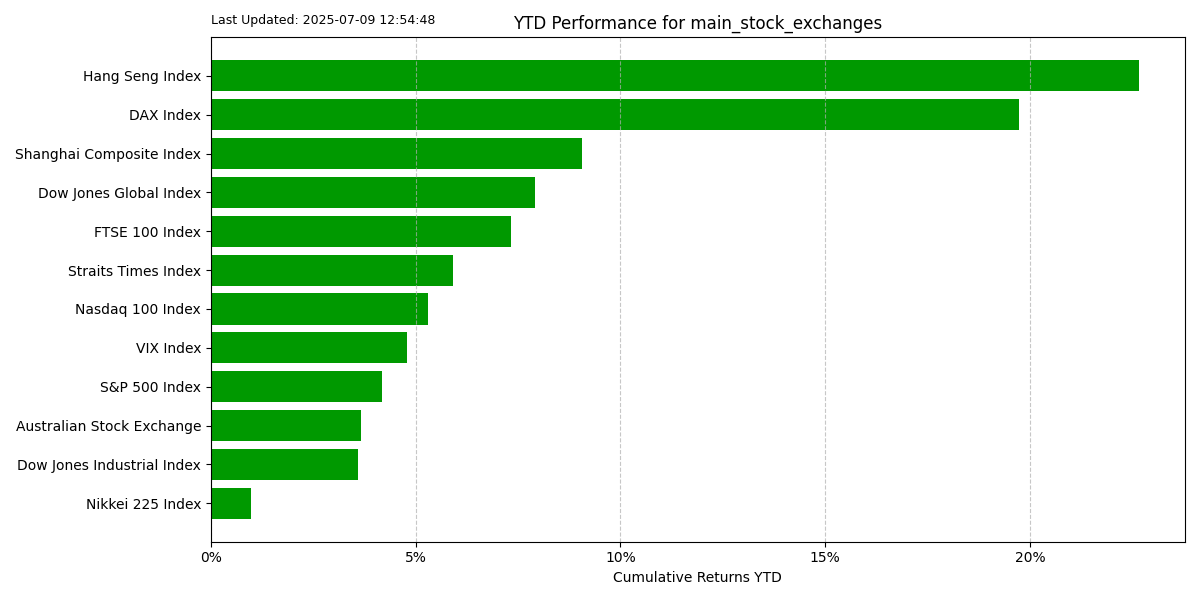 Last Updated: 2025-07-09 12:54:48
YTD Performance for main_stock_exchanges
Hang Seng Index
DAX Index
Shanghai Composite Index
Dow Jones Global Index
FTSE 100 Index
Straits Times Index
Nasdaq 100 Index
VIX Index
S&P 500 Index
Australian Stock Exchange
Dow Jones Industrial Index
Nikkei 225 Index
0% 5% 10% 15% 20%
Cumulative Returns YTD